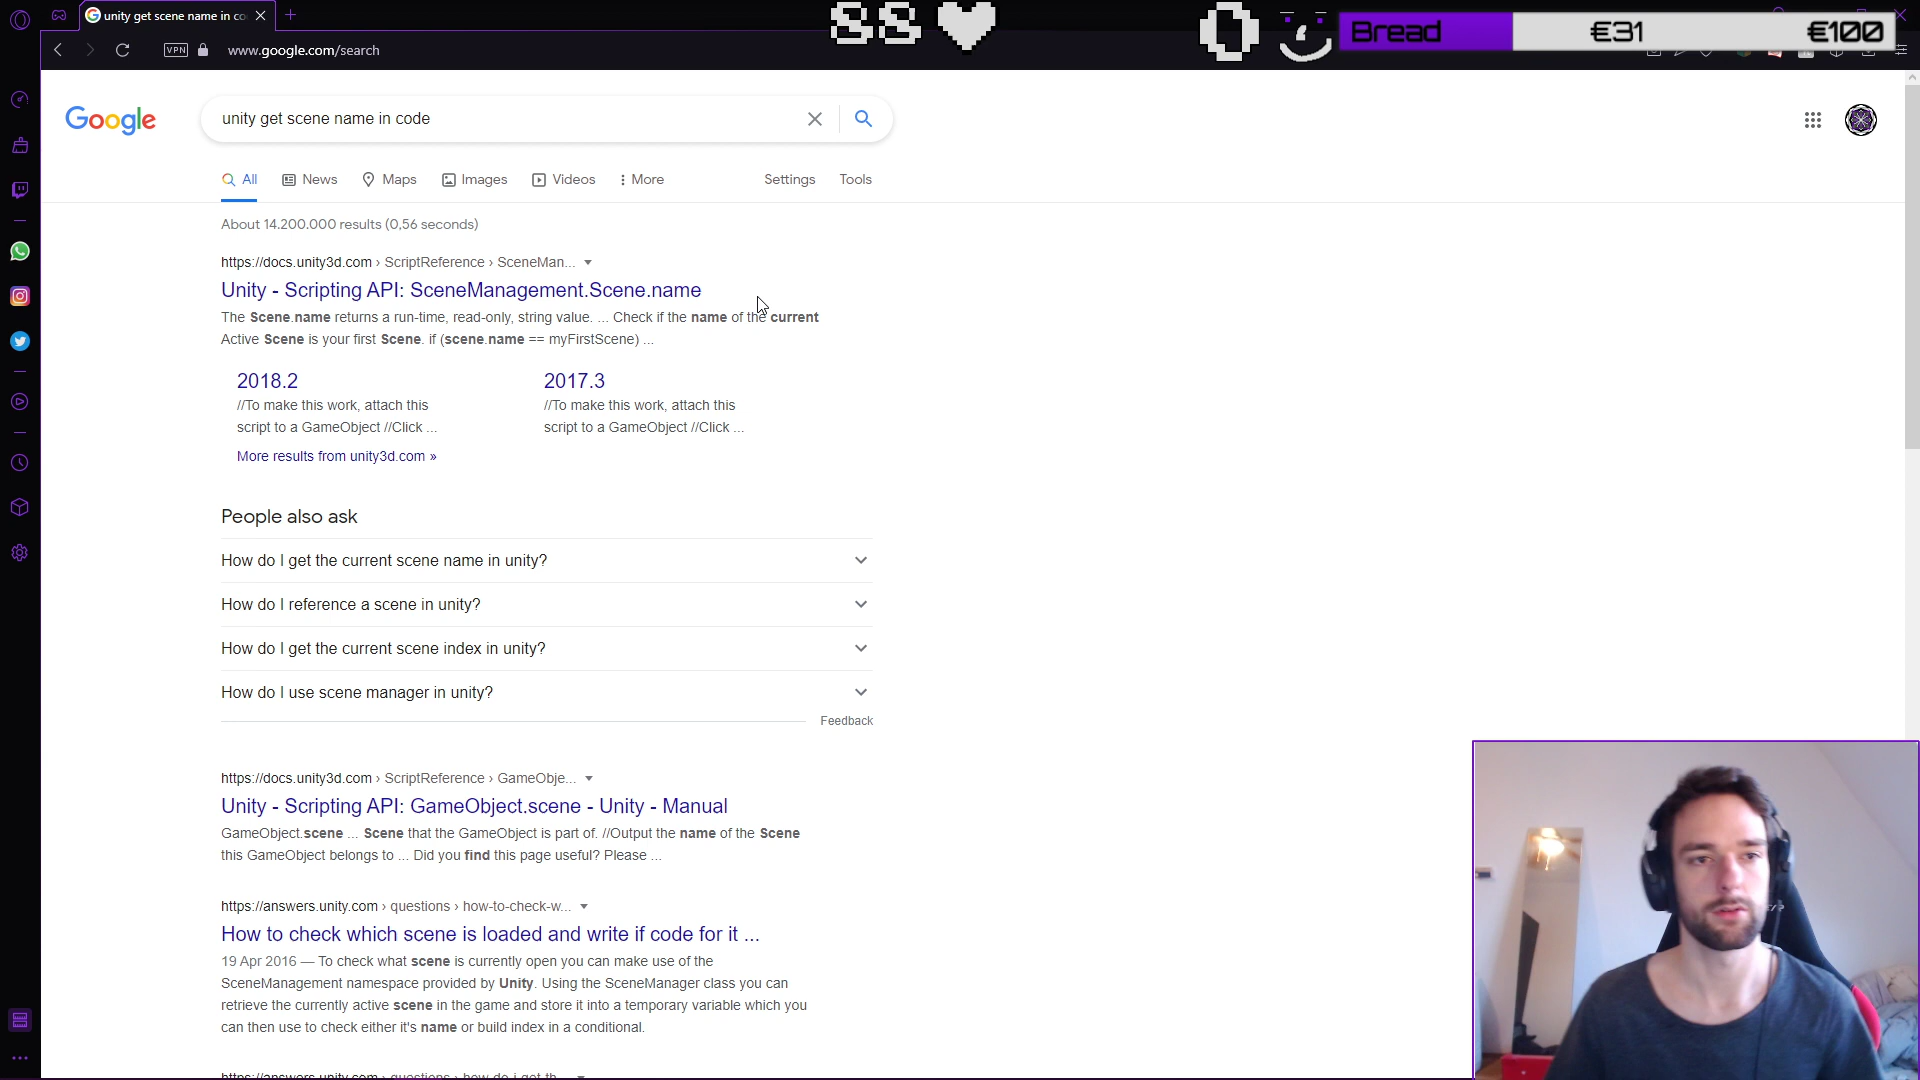 unity get scene name in co
88
0
Bread €31 €100
VPN www.google.com/search
Google
unity get scene name in code
All News Maps Images Videos More Settings Tools
About 14.200.000 results (0,56 seconds)
https://docs.unity3d.com › ScriptReference › SceneMan...
Unity - Scripting API: SceneManagement.Scene.name
The Scene.name returns a run-time, read-only, string value. ... Check if the name of the current
Active Scene is your first Scene. if (scene.name == myFirstScene) ...
2018.2
//To make this work, attach this
script to a GameObject //Click ...
2017.3
//To make this work, attach this
script to a GameObject //Click ...
More results from unity3d.com »
People also ask
How do I get the current scene name in unity?
How do I reference a scene in unity?
How do I get the current scene index in unity?
How do I use scene manager in unity?
Feedback
https://docs.unity3d.com › ScriptReference › GameObje...
Unity - Scripting API: GameObject.scene - Unity - Manual
GameObject.scene ... Scene that the GameObject is part of. //Output the name of the Scene
this GameObject belongs to ... Did you find this page useful? Please ...
https://answers.unity.com › questions › how-to-check-w...
How to check which scene is loaded and write if code for it ...
19 Apr 2016 — To check what scene is currently open you can make use of the
SceneManagement namespace provided by Unity. Using the SceneManager class you can
retrieve the currently active scene in the game and store it into a temporary variable which you
can then use to check either it's name or build index in a conditional.
https://answers.unity.com › questions › how-do-i-get-th...